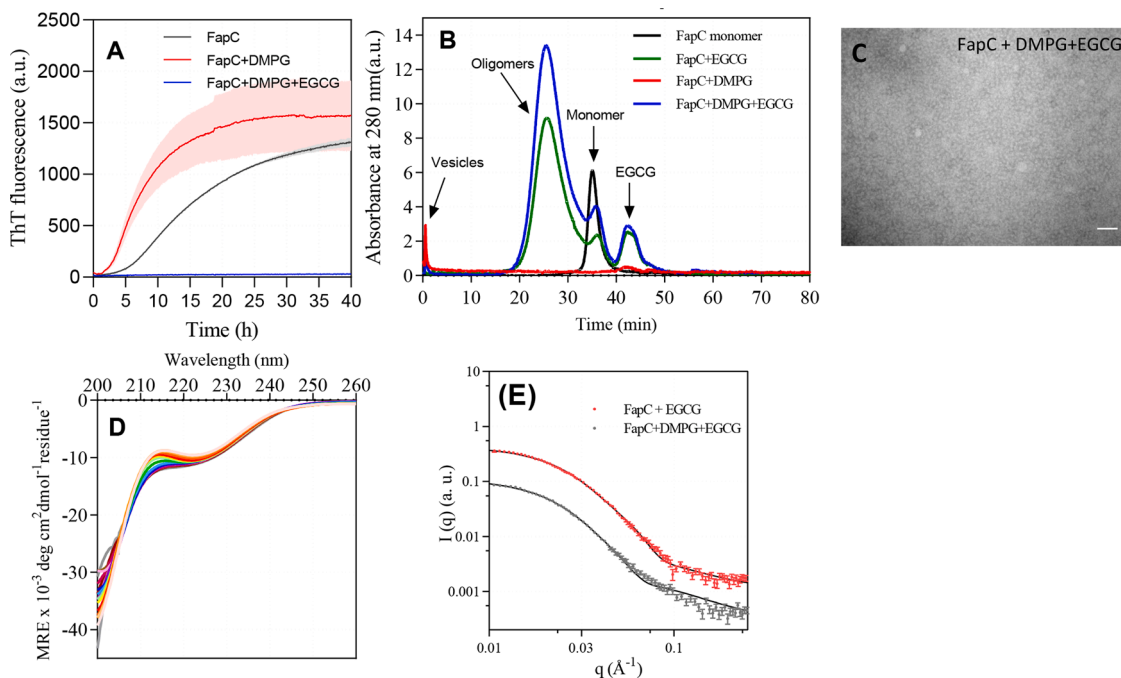 A
FapC
FapC+DMPG
FapC+DMPG+EGCG
ThT fluorescence (a.u.)
2500
2000
1500
1000
500
0
0 5 10 15 20 25 30 35 40
Time (h)
B
FapC monomer
FapC+EGCG
FapC+DMPG
FapC+DMPG+EGCG
Oligomers
Monomer
Vesicles
EGCG
Absorbance at 280 nm(a.u.)
14
12
10
8
6
4
2
0
0 10 20 30 40 50 60 70 80
Time (min)
C
FapC + DMPG+EGCG
Wavelength (nm)
200 210 220 230 240 250 260
D
0
-10
-20
-30
-40
MRE x 10⁻³ deg cm² dmol⁻¹ residue⁻¹
(E)
FapC + EGCG
FapC+DMPG+EGCG
I (q) (a. u.)
10
1
0.1
0.01
0.001
0.01 0.03 0.1
q (Å⁻¹)